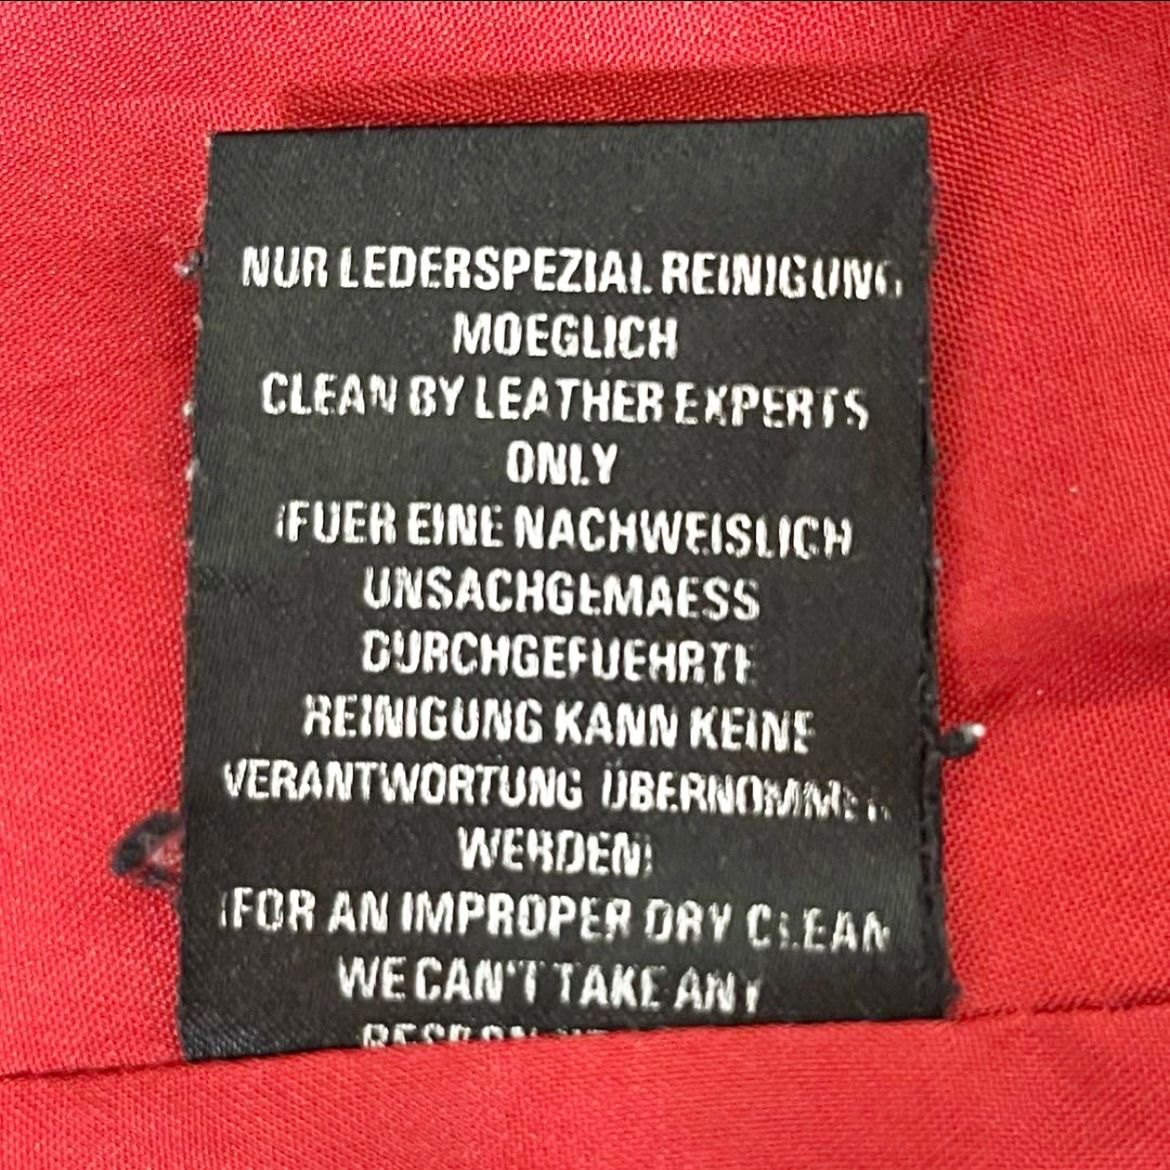 NUR LEDERSPEZIAL REINIGUNG
MOEGLICH
CLEAN BY LEATHER EXPERTS
ONLY
¡FUER EINE NACHWEISLICH
UNSACHGEMAESS
DURCHGEFUEHRTE
REINIGUNG KANN KEINE
VERANTWORTUNG ÜBERNOMMEN
WERDEN!
¡FOR AN IMPROPER DRY CLEAN
WE CAN'T TAKE ANY